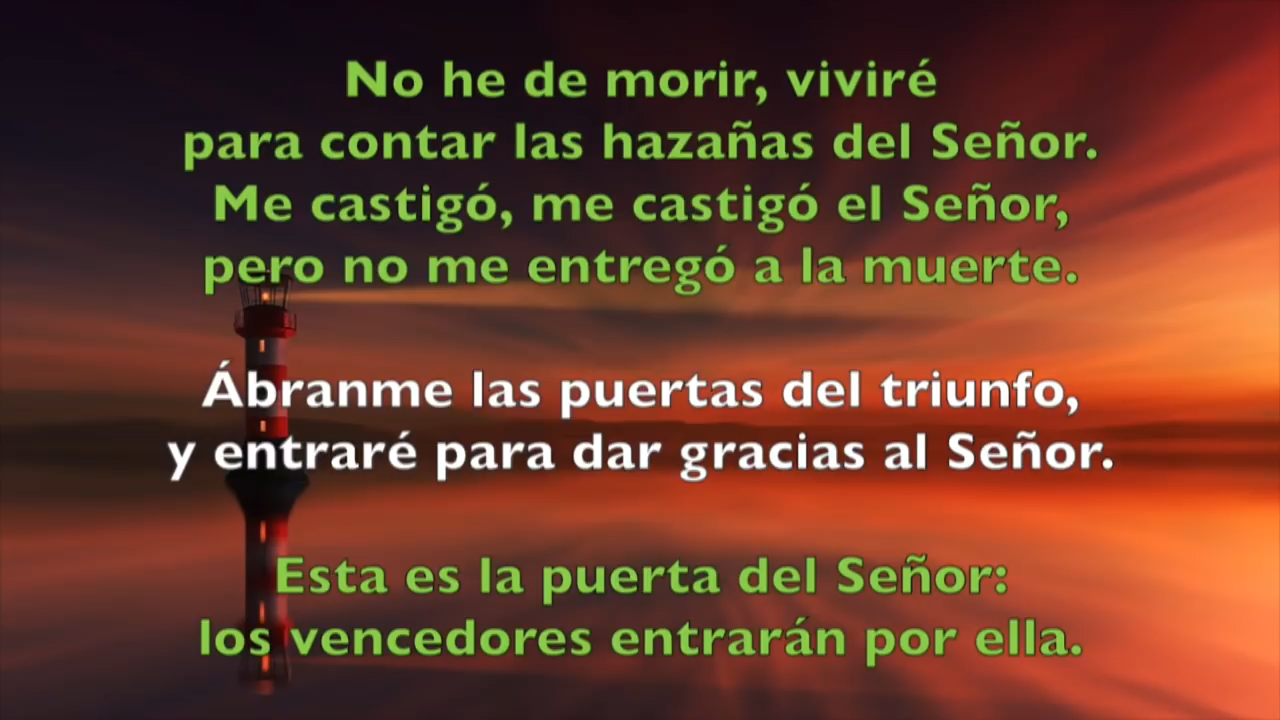 No he de morir, viviré
para contar las hazañas del Señor.
Me castigó, me castigó el Señor,
pero no me entregó a la muerte.
Ábranme las puertas del triunfo,
y entraré para dar gracias al Señor.
Esta es la puerta del Señor:
los vencedores entrarán por ella.